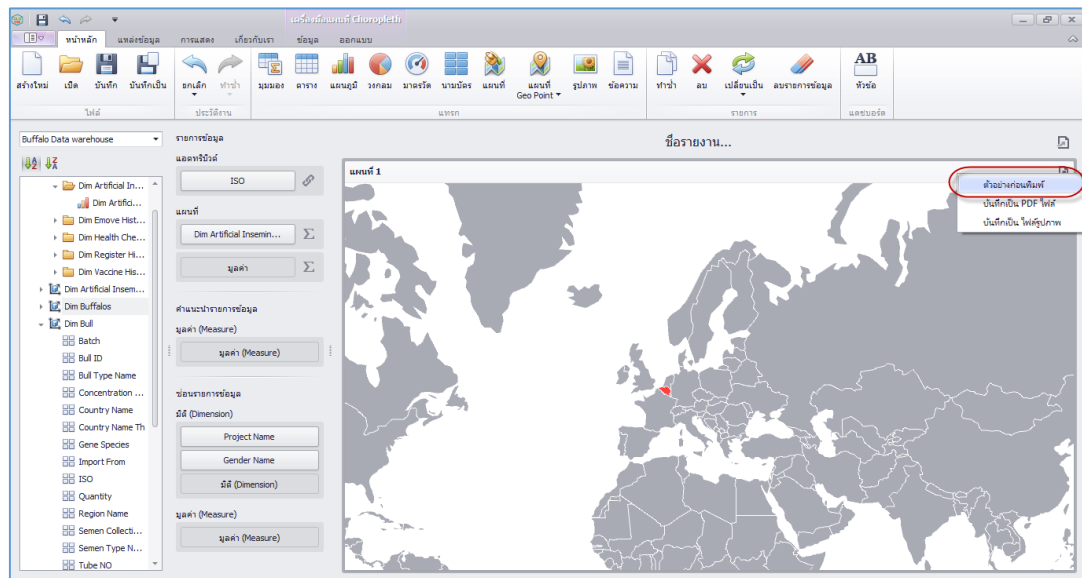 เครื่องมือแผนที่ Choropleth
หน้าหลัก แหล่งข้อมูล การแสดง เกี่ยวกับเรา ข้อมูล ออกแบบ
สร้างใหม่ เปิด บันทึก บันทึกเป็น ยกเลิก ทำซ้ำ มุมมอง ตาราง แผนภูมิ วงกลม มาตรวัด นามบัตร แผนที่ แผนที่ Geo Point รูปภาพ ข้อความ ทำซ้ำ ลบ เปลี่ยนเป็น ลบรายการข้อมูล AB หัวข้อ
ไฟล์ ประวัติงาน แทรก รายการ แดชบอร์ด
Buffalo Data warehouse
รายการข้อมูล
ชื่อรายงาน...
แอตทริบิวต์
ISO
แผนที่ 1
ตัวอย่างก่อนพิมพ์
บันทึกเป็น PDF ไฟล์
บันทึกเป็น ไฟล์รูปภาพ
แผนที่
Dim Artificial Insemin...
มูลค่า
คำแนะนำรายการข้อมูล
มูลค่า (Measure)
มูลค่า (Measure)
ซ่อนรายการข้อมูล
มิติ (Dimension)
Project Name
Gender Name
มิติ (Dimension)
มูลค่า (Measure)
มูลค่า (Measure)
Dim Artificial In...
Dim Artifici...
Dim Emove Hist...
Dim Health Che...
Dim Register Hi...
Dim Vaccine His...
Dim Artificial Insem...
Dim Buffalos
Dim Bull
Batch
Bull ID
Bull Type Name
Concentration ...
Country Name
Country Name Th
Gene Species
Import From
ISO
Quantity
Region Name
Semen Collecti...
Semen Type N...
Tube NO